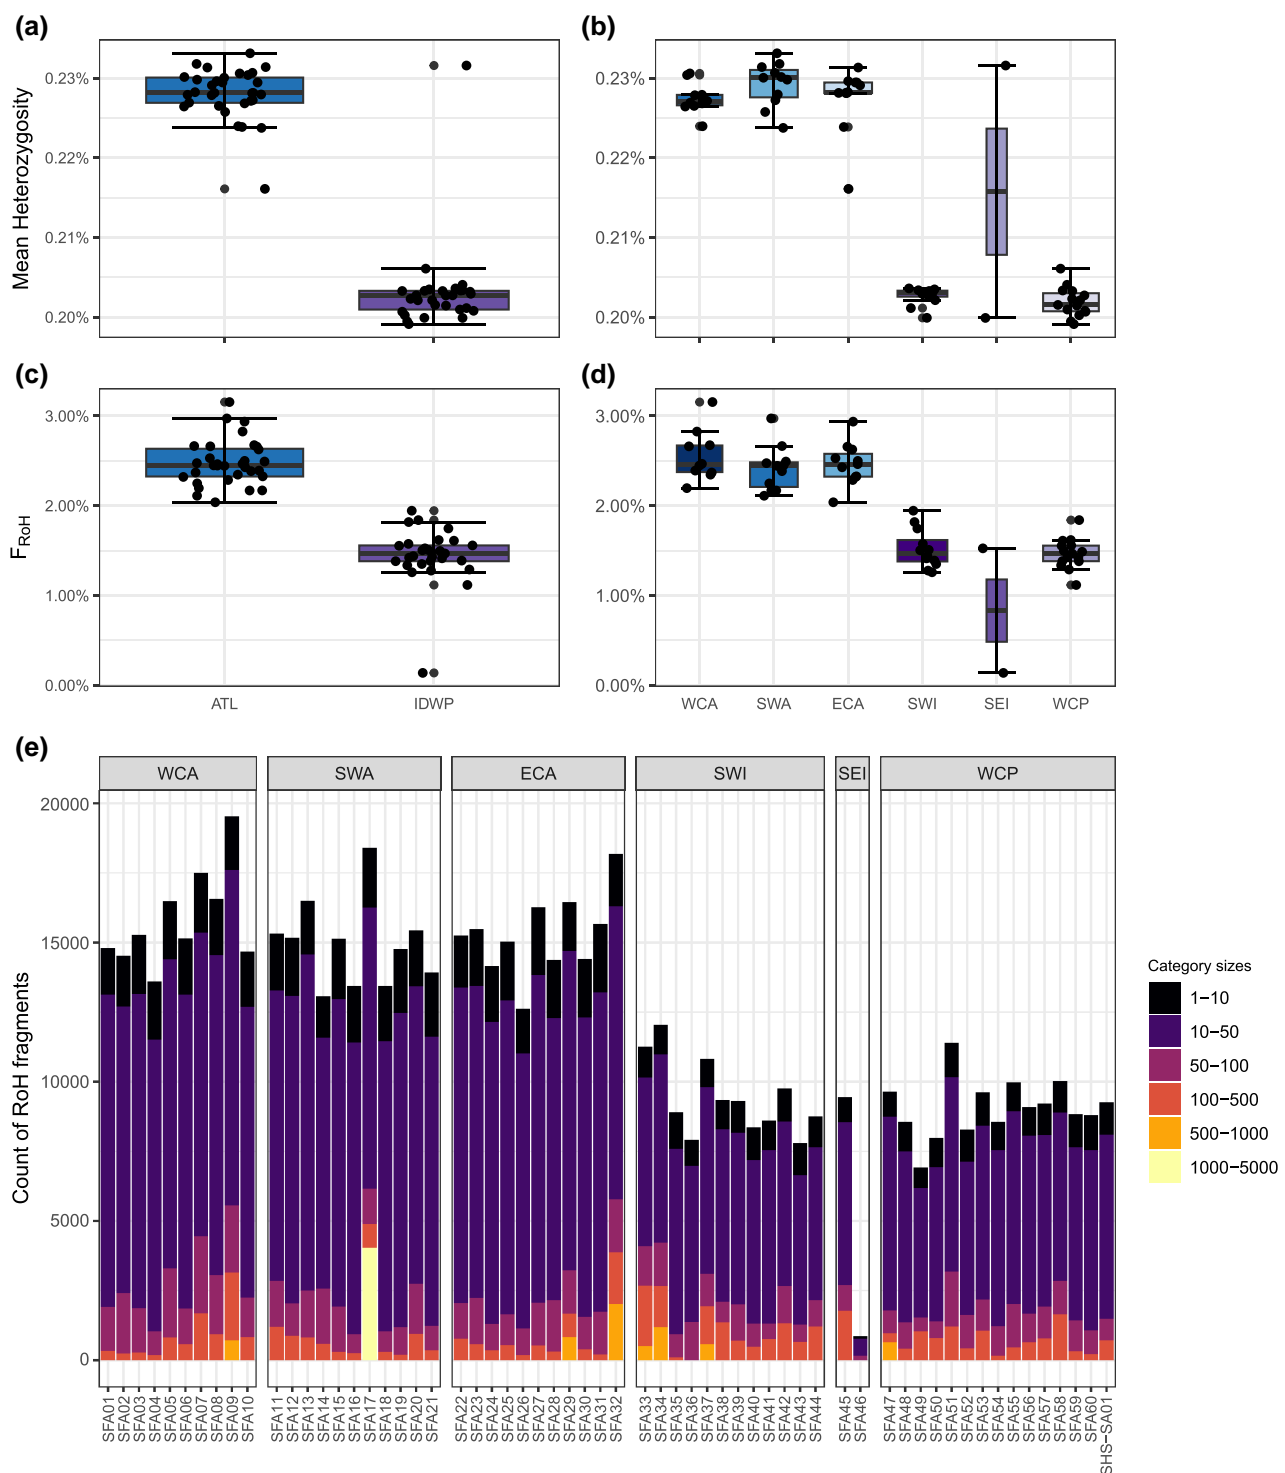 (a)
(b)
Mean Heterozygosity
0.23%
0.22%
0.21%
0.20%
0.23%
0.22%
0.21%
0.20%
(c)
(d)
F_RoH
3.00%
2.00%
1.00%
0.00%
3.00%
2.00%
1.00%
0.00%
ATL
IDWP
WCA
SWA
ECA
SWI
SEI
WCP
(e)
WCA
SWA
ECA
SWI
SEI
WCP
Count of RoH fragments
20000
15000
10000
5000
0
SFA01
SFA02
SFA03
SFA04
SFA05
SFA06
SFA07
SFA08
SFA09
SFA10
SFA11
SFA12
SFA13
SFA14
SFA15
SFA16
SFA17
SFA18
SFA19
SFA20
SFA21
SFA22
SFA23
SFA24
SFA25
SFA26
SFA27
SFA28
SFA29
SFA30
SFA31
SFA32
SFA33
SFA34
SFA35
SFA36
SFA37
SFA38
SFA39
SFA40
SFA41
SFA42
SFA43
SFA44
SFA45
SFA46
SFA47
SFA48
SFA49
SFA50
SFA51
SFA52
SFA53
SFA54
SFA55
SFA56
SFA57
SFA58
SFA59
SFA60
SHS−SA01
Category sizes
1−10
10−50
50−100
100−500
500−1000
1000−5000